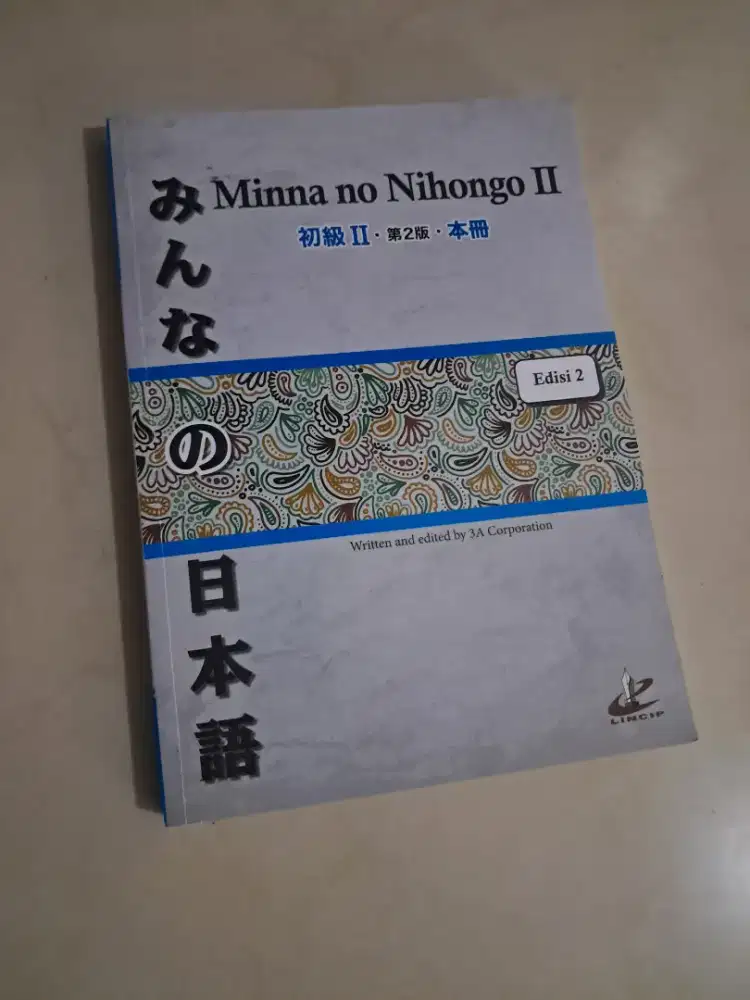 Minna no Nihongo II
初級 II・第2版・本冊
みんなの日本語
Edisi 2
Written and edited by 3A Corporation
LINCIP